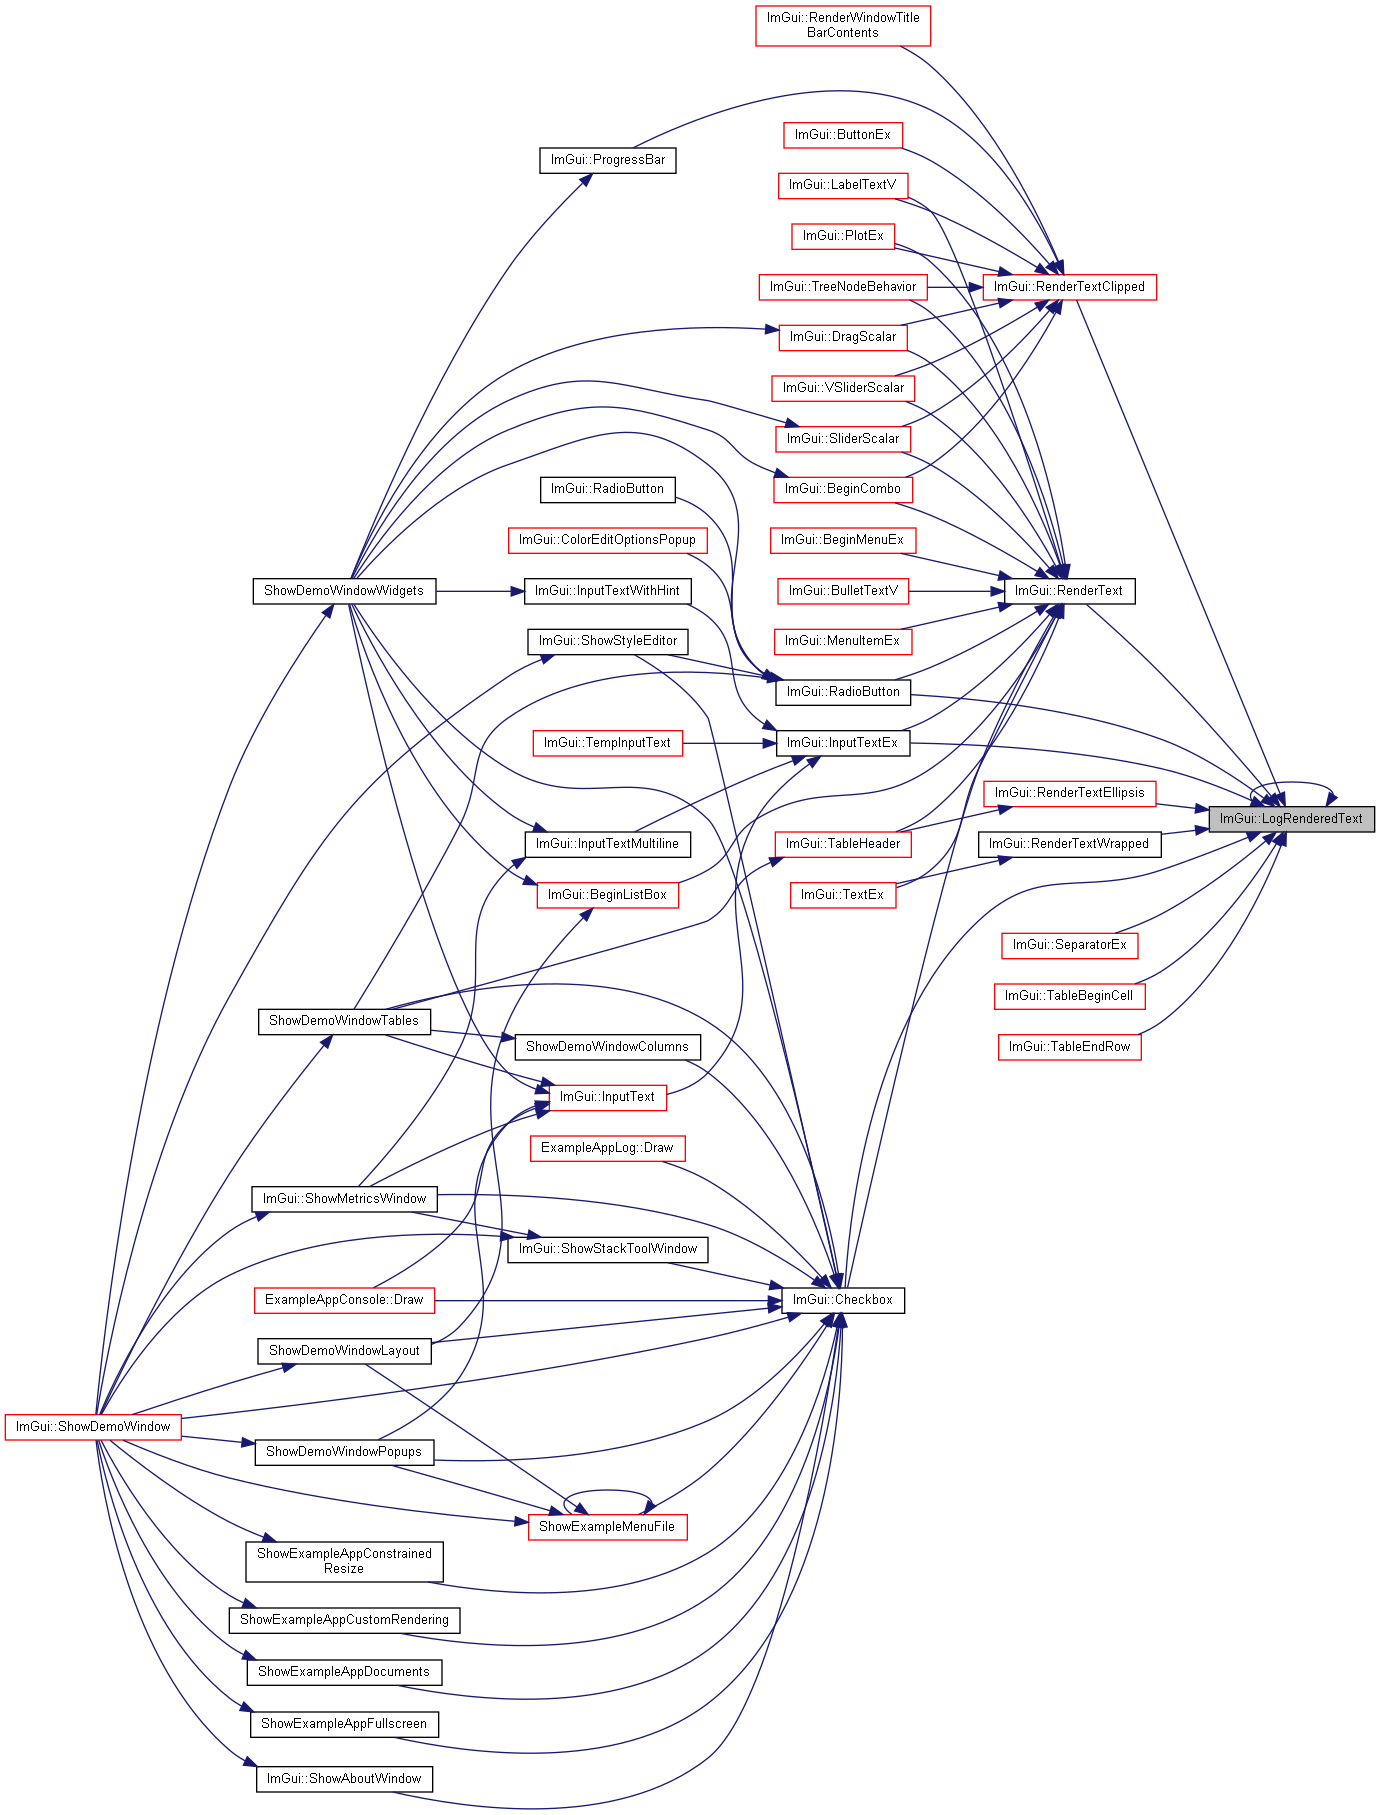 ImGui::RenderWindowTitle
BarContents
ImGui::ButtonEx
ImGui::ProgressBar
ImGui::LabelTextV
ImGui::PlotEx
ImGui::TreeNodeBehavior
ImGui::RenderTextClipped
ImGui::DragScalar
ImGui::VSliderScalar
ImGui::SliderScalar
ImGui::RadioButton
ImGui::BeginCombo
ImGui::ColorEditOptionsPopup
ImGui::BeginMenuEx
ShowDemoWindowWidgets
ImGui::InputTextWithHint
ImGui::BulletTextV
ImGui::RenderText
ImGui::ShowStyleEditor
ImGui::MenuItemEx
ImGui::RadioButton
ImGui::TempInputText
ImGui::InputTextEx
ImGui::RenderTextEllipsis
ImGui::LogRenderedText
ImGui::InputTextMultiline
ImGui::TableHeader
ImGui::RenderTextWrapped
ImGui::BeginListBox
ImGui::TextEx
ImGui::SeparatorEx
ImGui::TableBeginCell
ShowDemoWindowTables
ShowDemoWindowColumns
ImGui::TableEndRow
ImGui::InputText
ExampleAppLog::Draw
ImGui::ShowMetricsWindow
ImGui::ShowStackToolWindow
ExampleAppConsole::Draw
ImGui::Checkbox
ShowDemoWindowLayout
ImGui::ShowDemoWindow
ShowDemoWindowPopups
ShowExampleMenuFile
ShowExampleAppConstrained
Resize
ShowExampleAppCustomRendering
ShowExampleAppDocuments
ShowExampleAppFullscreen
ImGui::ShowAboutWindow